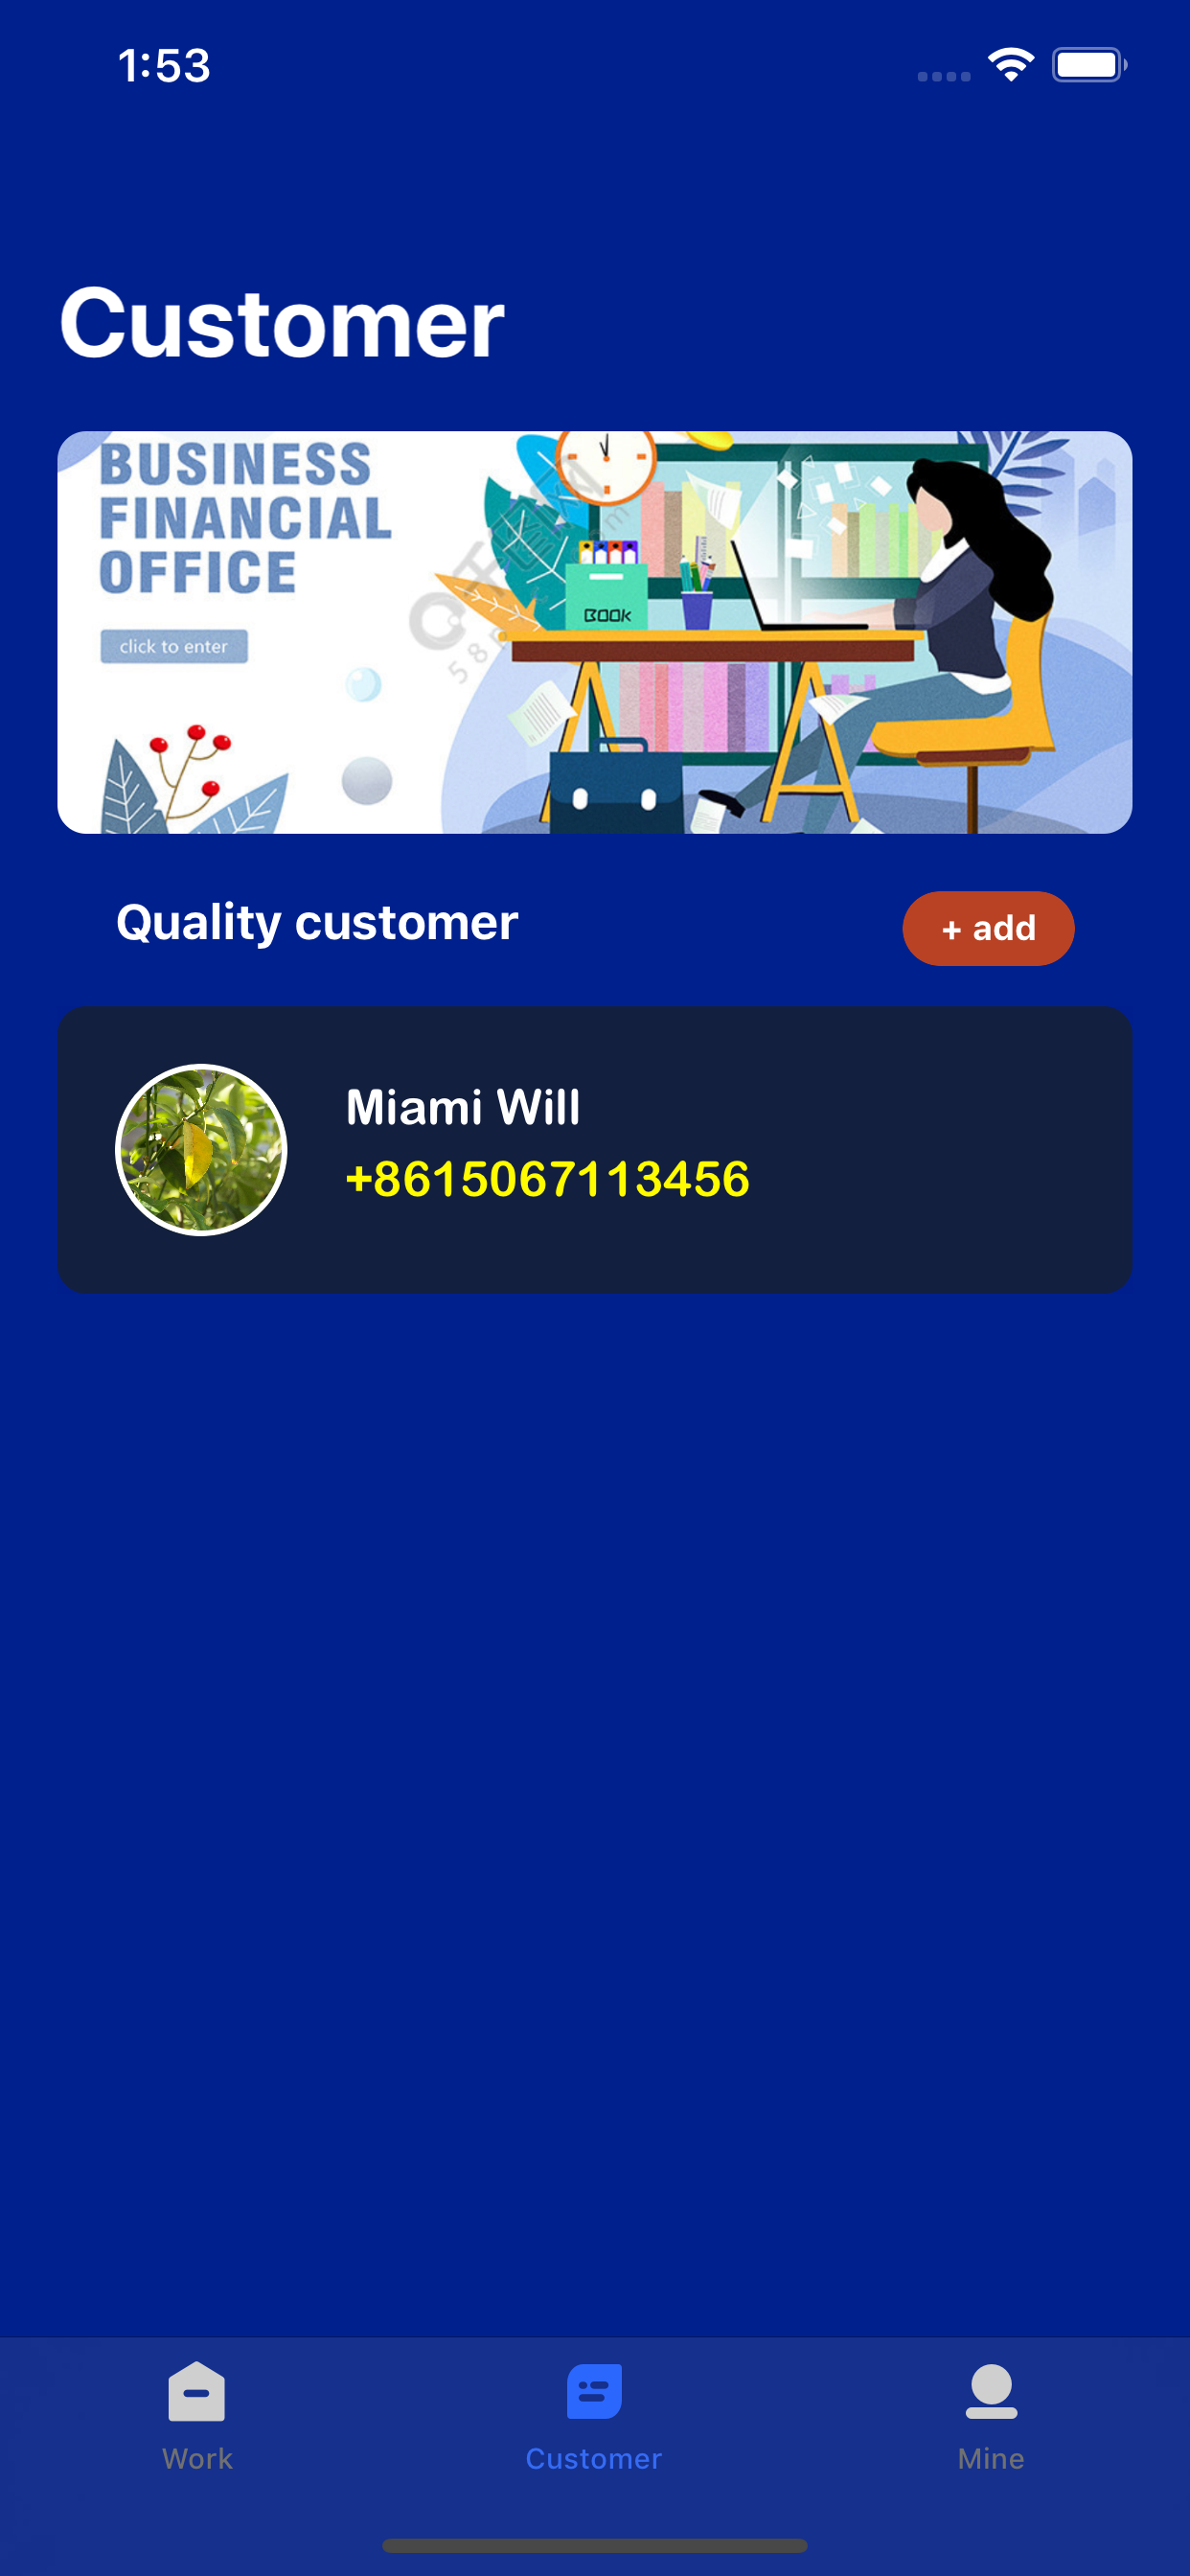 1:53
Customer
BUSINESS
FINANCIAL
OFFICE
click to enter
BOOK
Quality customer
+ add
Miami Will
+8615067113456
Work
Customer
Mine